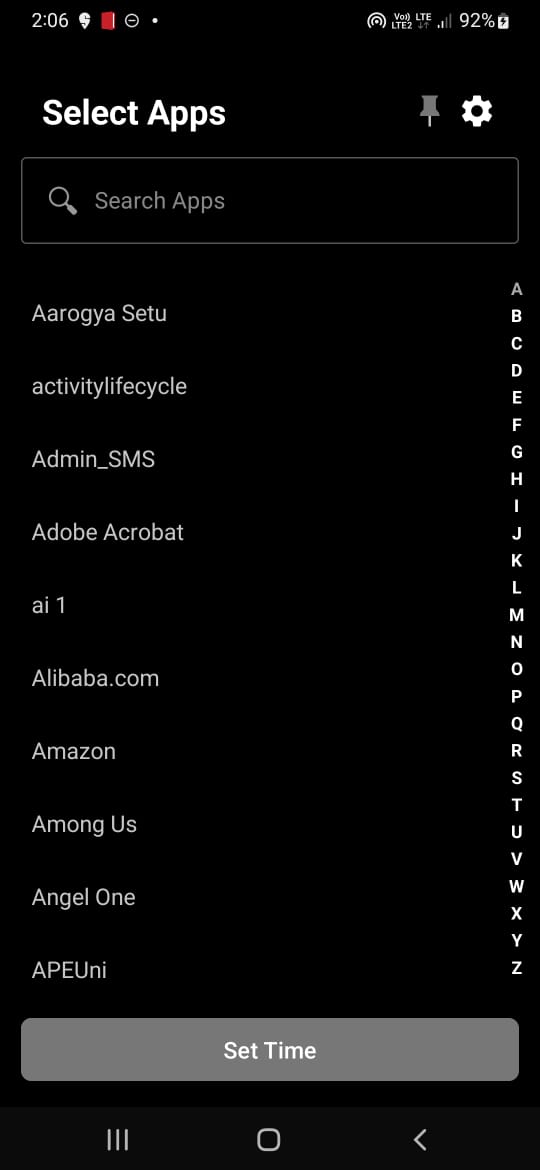 2:06
Vo)) LTE
LTE2
92%
Select Apps
Search Apps
Aarogya Setu
activitylifecycle
Admin_SMS
Adobe Acrobat
ai 1
Alibaba.com
Amazon
Among Us
Angel One
APEUni
A
B
C
D
E
F
G
H
I
J
K
L
M
N
O
P
Q
R
S
T
U
V
W
X
Y
Z
Set Time